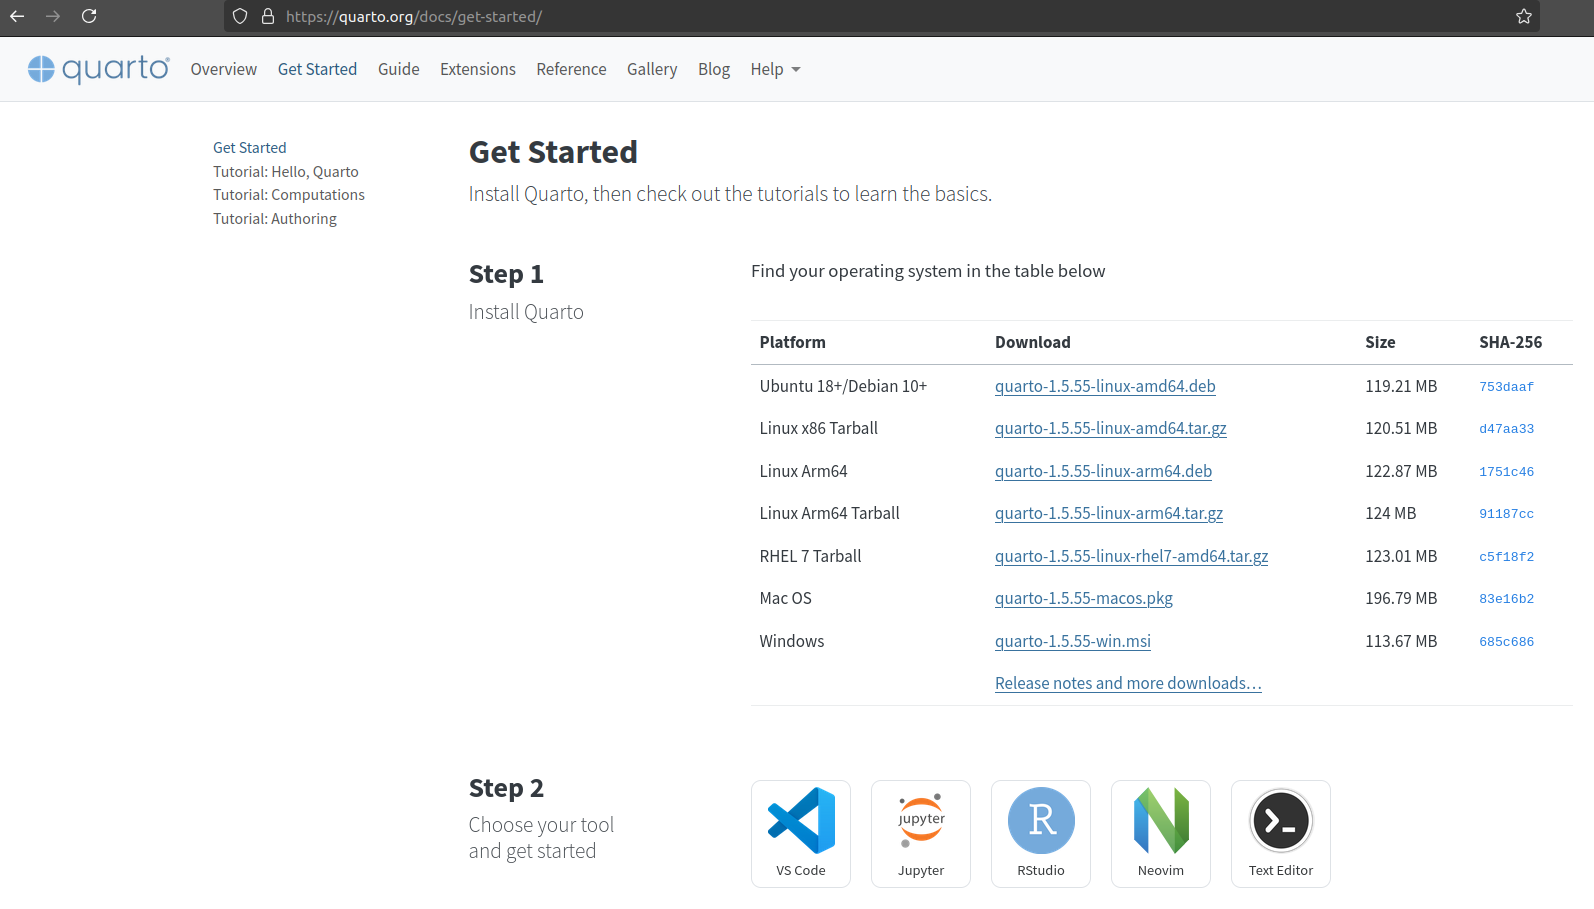 https://quarto.org/docs/get-started/
quarto Overview Get Started Guide Extensions Reference Gallery Blog Help
Get Started
Tutorial: Hello, Quarto
Tutorial: Computations
Tutorial: Authoring
Get Started
Install Quarto, then check out the tutorials to learn the basics.
Step 1
Install Quarto
Find your operating system in the table below
Platform Download Size SHA-256
Ubuntu 18+/Debian 10+ quarto-1.5.55-linux-amd64.deb 119.21 MB 753daaf
Linux x86 Tarball quarto-1.5.55-linux-amd64.tar.gz 120.51 MB d47aa33
Linux Arm64 quarto-1.5.55-linux-arm64.deb 122.87 MB 1751c46
Linux Arm64 Tarball quarto-1.5.55-linux-arm64.tar.gz 124 MB 91187cc
RHEL 7 Tarball quarto-1.5.55-linux-rhel7-amd64.tar.gz 123.01 MB c5f18f2
Mac OS quarto-1.5.55-macos.pkg 196.79 MB 83e16b2
Windows quarto-1.5.55-win.msi 113.67 MB 685c686
Release notes and more downloads…
Step 2
Choose your tool
and get started
jupyter R
VS Code Jupyter RStudio Neovim Text Editor